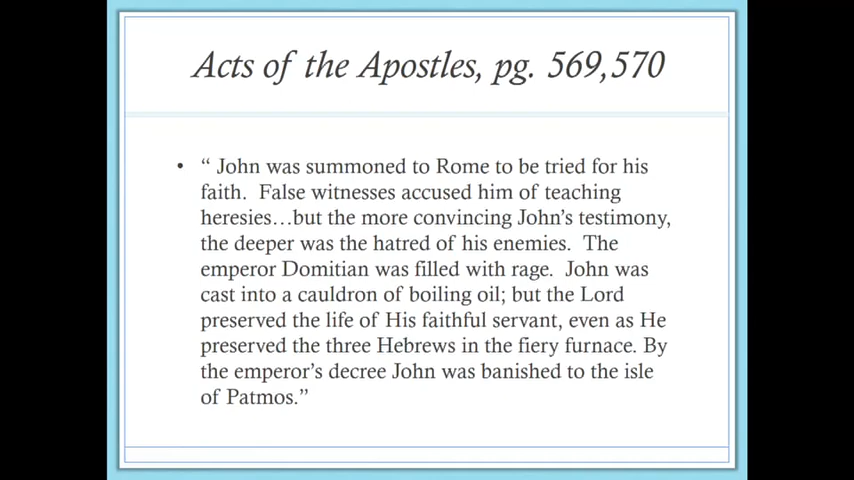 Acts of the Apostles, pg. 569,570
• “ John was summoned to Rome to be tried for his
faith.  False witnesses accused him of teaching
heresies…but the more convincing John’s testimony,
the deeper was the hatred of his enemies.  The
emperor Domitian was filled with rage.  John was
cast into a cauldron of boiling oil; but the Lord
preserved the life of His faithful servant, even as He
preserved the three Hebrews in the fiery furnace. By
the emperor’s decree John was banished to the isle
of Patmos.”